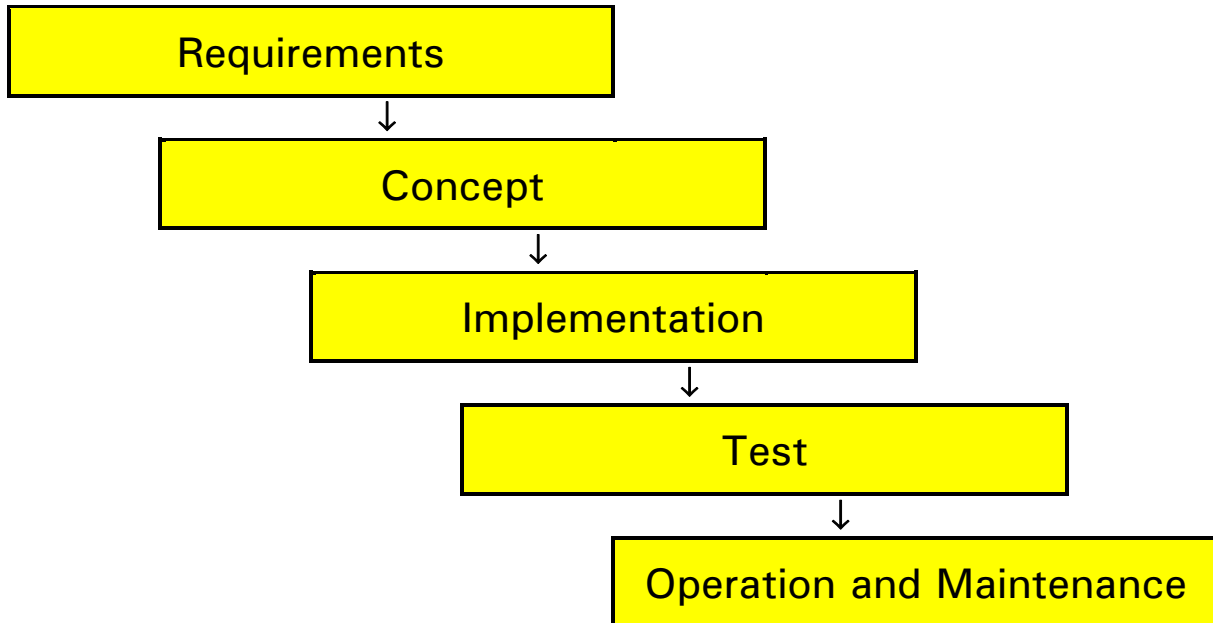 Requirements
↓
Concept
↓
Implementation
↓
Test
↓
Operation and Maintenance